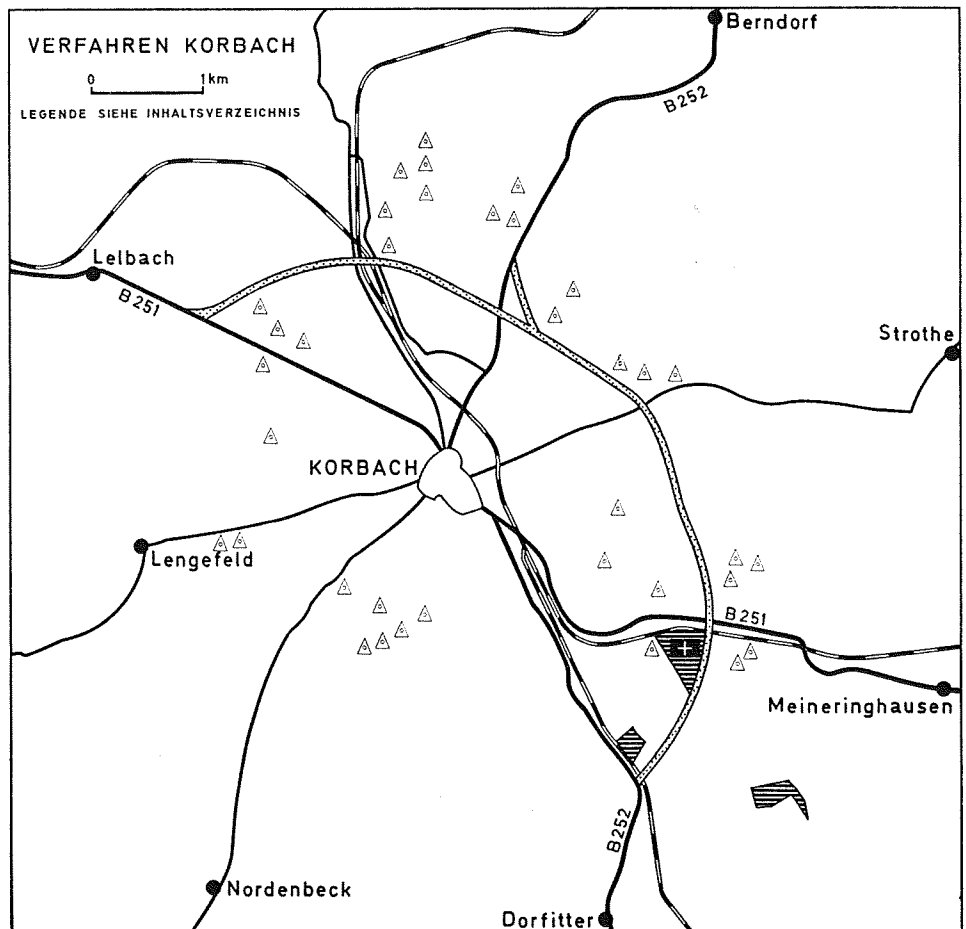 VERFAHREN KORBACH
0 1km
LEGENDE SIEHE INHALTSVERZEICHNIS
Berndorf
B252
Lelbach
B251
Strothe
KORBACH
Lengefeld
B251
Meineringhausen
B252
Nordenbeck
Dorfitter